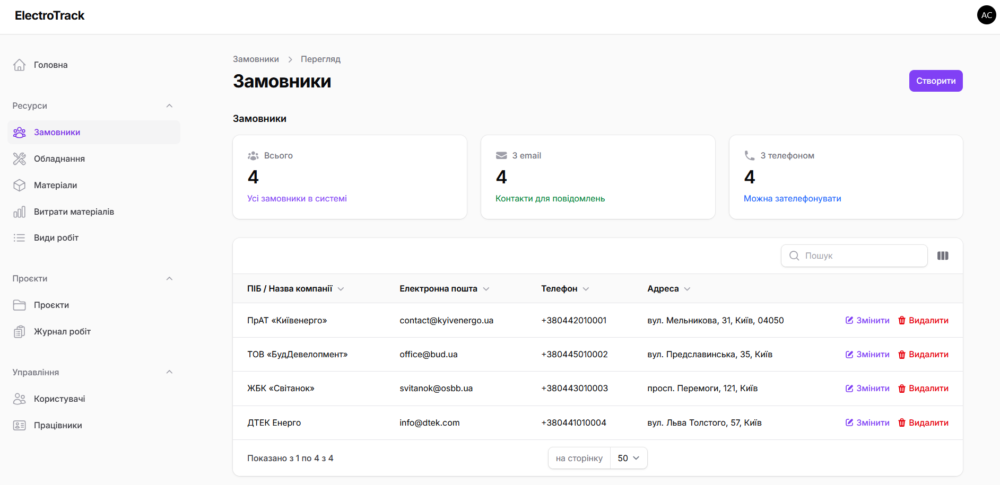 ElectroTrack
AC
Головна
Ресурси
Замовники
Обладнання
Матеріали
Витрати матеріалів
Види робіт
Проєкти
Проєкти
Журнал робіт
Управління
Користувачі
Працівники
Замовники > Перегляд
Замовники
Створити
Замовники
Всього
4
Усі замовники в системі
З email
4
Контакти для повідомлень
З телефоном
4
Можна зателефонувати
Пошук
ПІБ / Назва компанії Електронна пошта Телефон Адреса
ПрАТ «Київенерго» contact@kyivenergo.ua +380442010001 вул. Мельникова, 31, Київ, 04050 Змінити Видалити
ТОВ «БудДевелопмент» office@bud.ua +380445010002 вул. Предславинська, 35, Київ Змінити Видалити
ЖБК «Світанок» svitanok@osbb.ua +380443010003 просп. Перемоги, 121, Київ Змінити Видалити
ДТЕК Енерго info@dtek.com +380441010004 вул. Льва Толстого, 57, Київ Змінити Видалити
Показано з 1 по 4 з 4 на сторінку 50